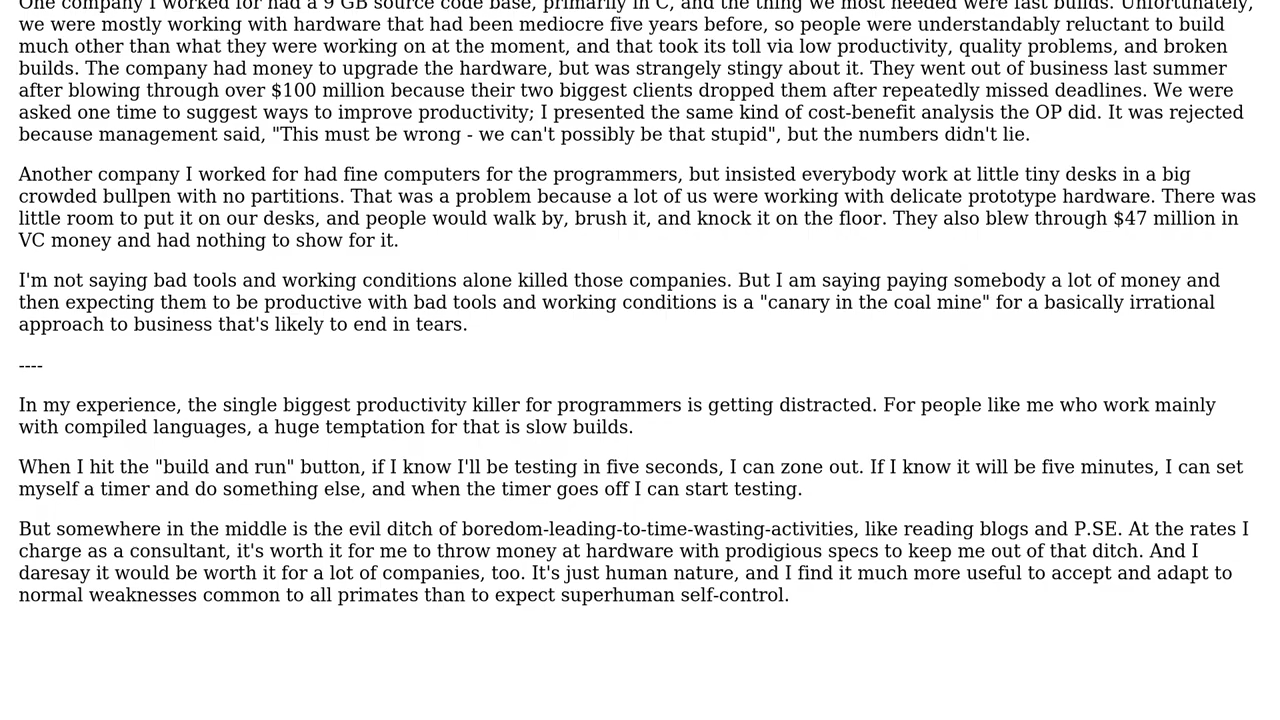 One company I worked for had a 9 GB source code base, primarily in C, and the thing we most needed were fast builds. Unfortunately,
we were mostly working with hardware that had been mediocre five years before, so people were understandably reluctant to build
much other than what they were working on at the moment, and that took its toll via low productivity, quality problems, and broken
builds. The company had money to upgrade the hardware, but was strangely stingy about it. They went out of business last summer
after blowing through over $100 million because their two biggest clients dropped them after repeatedly missed deadlines. We were
asked one time to suggest ways to improve productivity; I presented the same kind of cost-benefit analysis the OP did. It was rejected
because management said, "This must be wrong - we can't possibly be that stupid", but the numbers didn't lie.
Another company I worked for had fine computers for the programmers, but insisted everybody work at little tiny desks in a big
crowded bullpen with no partitions. That was a problem because a lot of us were working with delicate prototype hardware. There was
little room to put it on our desks, and people would walk by, brush it, and knock it on the floor. They also blew through $47 million in
VC money and had nothing to show for it.
I'm not saying bad tools and working conditions alone killed those companies. But I am saying paying somebody a lot of money and
then expecting them to be productive with bad tools and working conditions is a "canary in the coal mine" for a basically irrational
approach to business that's likely to end in tears.
----
In my experience, the single biggest productivity killer for programmers is getting distracted. For people like me who work mainly
with compiled languages, a huge temptation for that is slow builds.
When I hit the "build and run" button, if I know I'll be testing in five seconds, I can zone out. If I know it will be five minutes, I can set
myself a timer and do something else, and when the timer goes off I can start testing.
But somewhere in the middle is the evil ditch of boredom-leading-to-time-wasting-activities, like reading blogs and P.SE. At the rates I
charge as a consultant, it's worth it for me to throw money at hardware with prodigious specs to keep me out of that ditch. And I
daresay it would be worth it for a lot of companies, too. It's just human nature, and I find it much more useful to accept and adapt to
normal weaknesses common to all primates than to expect superhuman self-control.